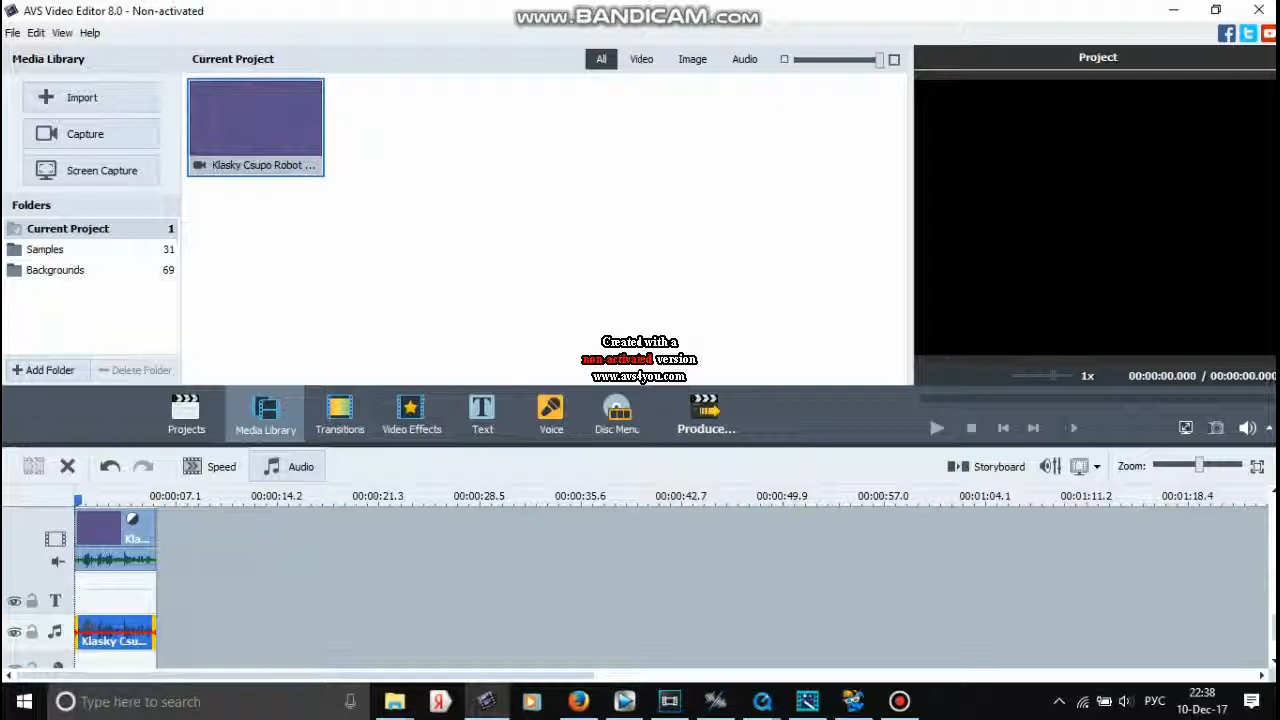 AVS Video Editor 8.0 - Non-activated
www.BANDICAM.com
File Edit View Help
Media Library
Current Project
All Video Image Audio
Project
Import
Capture
Screen Capture
Klasky Csupo Robot ...
Folders
Current Project 1
Samples 31
Backgrounds 69
Created with a
non-activated version
www.avs4you.com
Add Folder
Delete Folder
1x
00:00:00.000 / 00:00:00.000
Projects
Media Library
Transitions
Video Effects
Text
Voice
Disc Menu
Produce...
Speed
Audio
Storyboard
Zoom:
00:00:07.1 00:00:14.2 00:00:21.3 00:00:28.5 00:00:35.6 00:00:42.7 00:00:49.9 00:00:57.0 00:01:04.1 00:01:11.2 00:01:18.4
Kla...
T
Klasky Csu...
Type here to search
Я
РУС
22:38
10-Dec-17